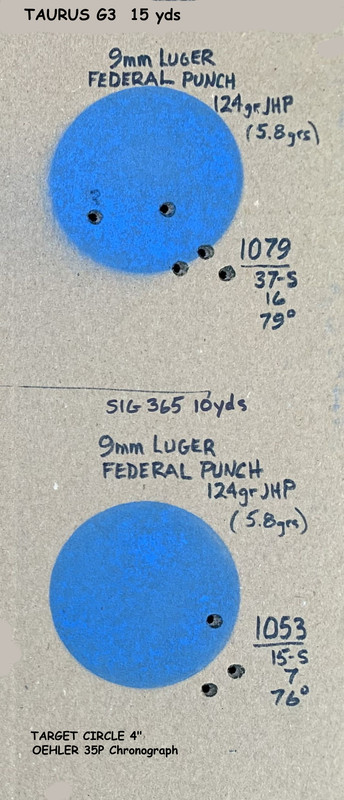 TAURUS G3 15 yds
9mm LUGER
FEDERAL PUNCH
124gr JHP
(5.8grs)
?
1079
37-S
16
79°
SIG 365 10yds
9mm LUGER
FEDERAL PUNCH
124gr JHP
(5.8grs)
1053
15-S
7
76°
TARGET CIRCLE 4"
OEHLER 35P Chronograph